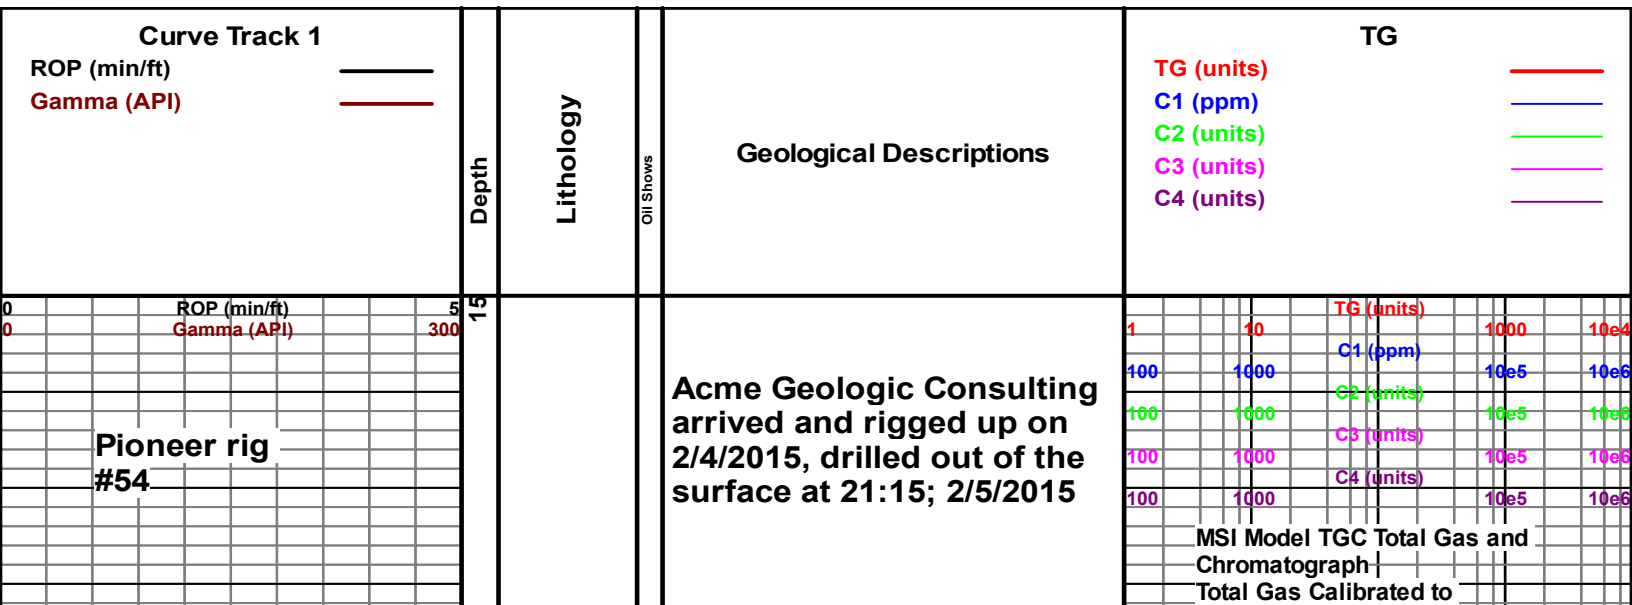 Curve Track 1
ROP (min/ft)
Gamma (API)
Depth
Lithology
Oil Shows
Geological Descriptions
TG
TG (units)
C1 (ppm)
C2 (units)
C3 (units)
C4 (units)
0 ROP (min/ft) 5
0 Gamma (API) 300
15
Pioneer rig
#54
Acme Geologic Consulting
arrived and rigged up on
2/4/2015, drilled out of the
surface at 21:15; 2/5/2015
TG (units)
1 10 1000 10e4
C1 (ppm)
100 1000 10e5 10e6
C2 (units)
100 1000 10e5 10e6
C3 (units)
100 1000 10e5 10e6
C4 (units)
100 1000 10e5 10e6
MSI Model TGC Total Gas and
Chromatograph
Total Gas Calibrated to